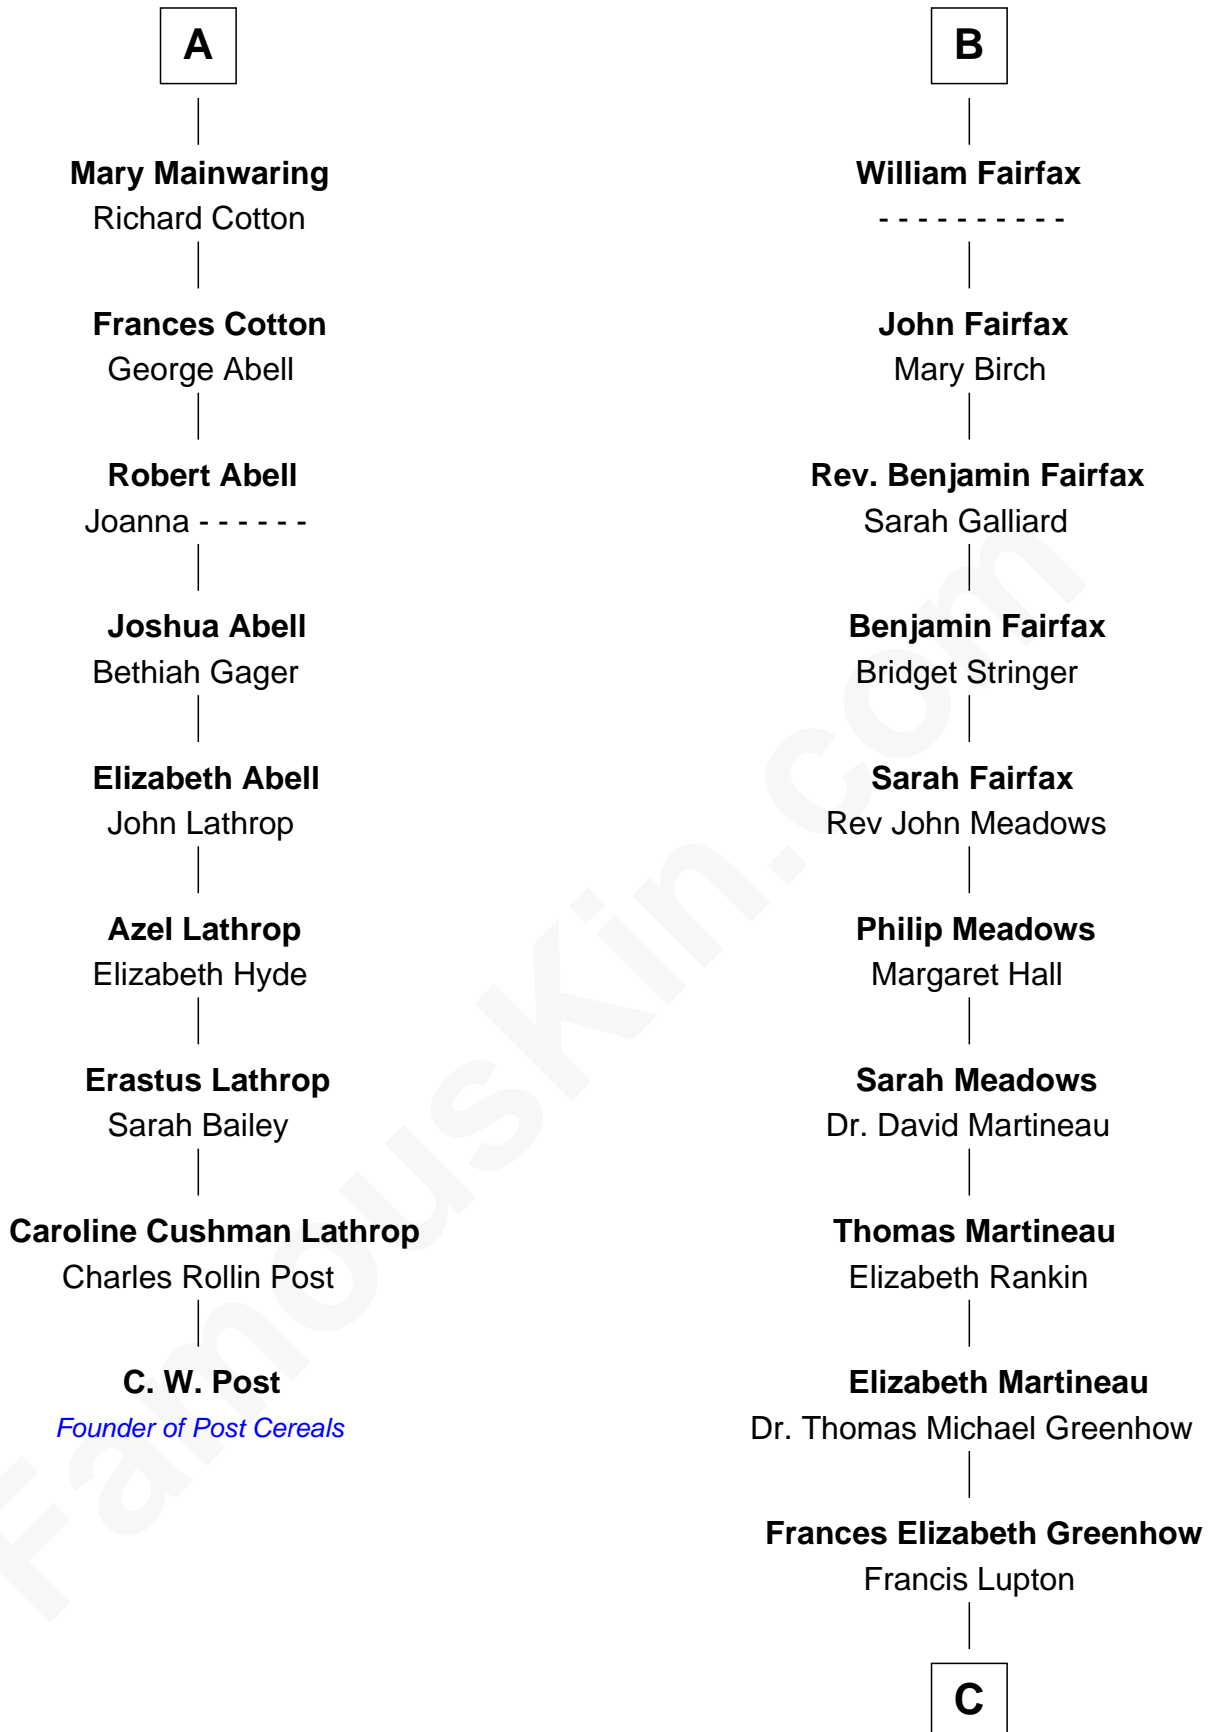 A
Mary Mainwaring
Richard Cotton
Frances Cotton
George Abell
Robert Abell
Joanna - - - - - -
Joshua Abell
Bethiah Gager
Elizabeth Abell
John Lathrop
Azel Lathrop
Elizabeth Hyde
Erastus Lathrop
Sarah Bailey
Caroline Cushman Lathrop
Charles Rollin Post
C. W. Post
Founder of Post Cereals
B
William Fairfax
- - - - - - - - - -
John Fairfax
Mary Birch
Rev. Benjamin Fairfax
Sarah Galliard
Benjamin Fairfax
Bridget Stringer
Sarah Fairfax
Rev John Meadows
Philip Meadows
Margaret Hall
Sarah Meadows
Dr. David Martineau
Thomas Martineau
Elizabeth Rankin
Elizabeth Martineau
Dr. Thomas Michael Greenhow
Frances Elizabeth Greenhow
Francis Lupton
C
FamousKin.com